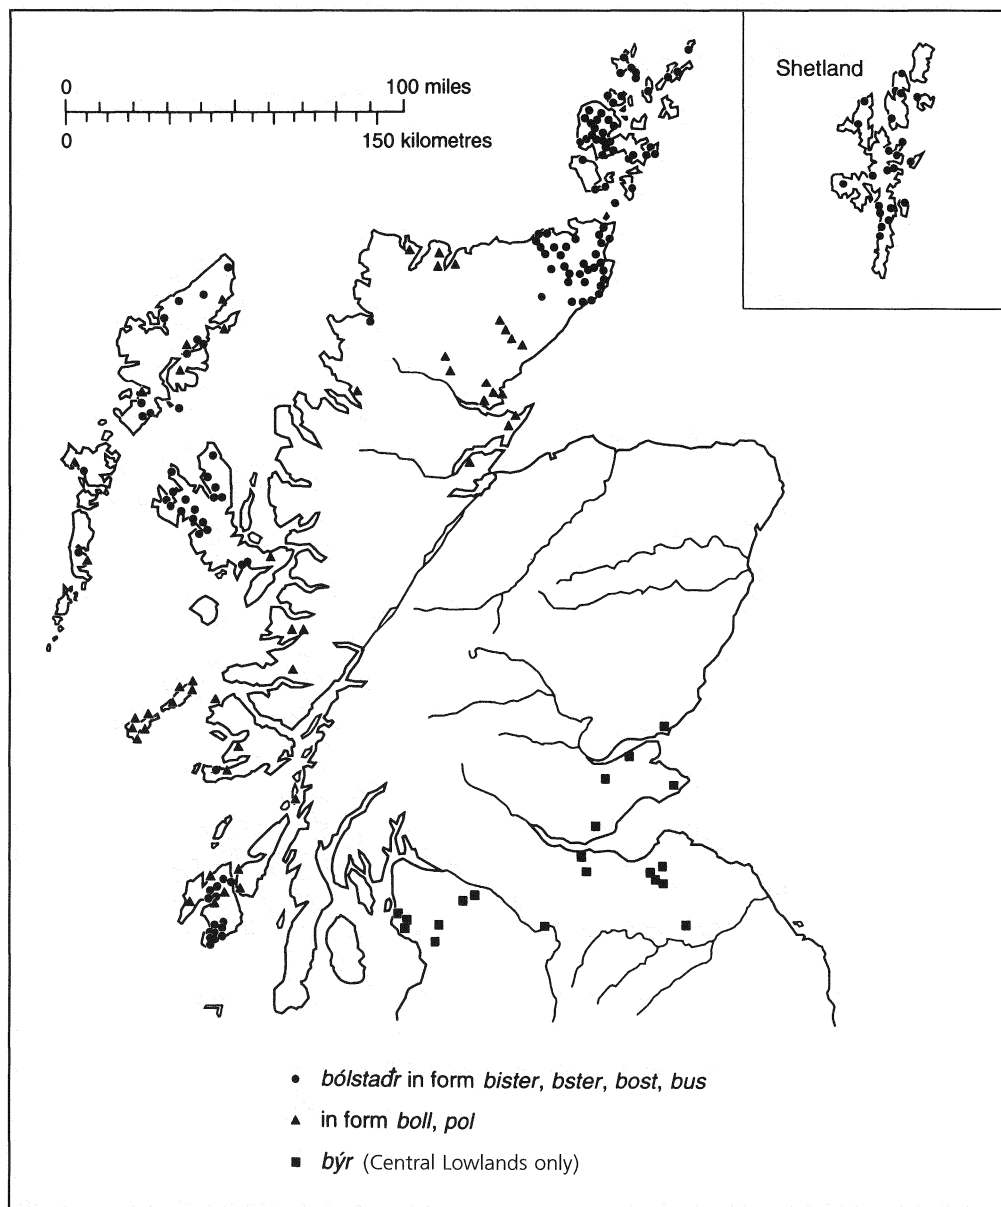 0 100 miles
0 150 kilometres
Shetland
bólstađr in form bister, bster, bost, bus
in form boll, pol
býr (Central Lowlands only)